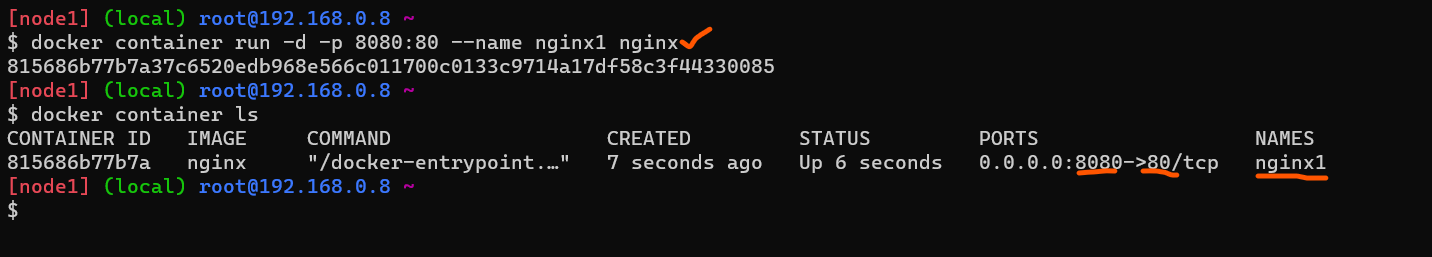 [node1] (local) root@192.168.0.8 ~
$ docker container run -d -p 8080:80 --name nginx1 nginx
815686b77b7a37c6520edb968e566c011700c0133c9714a17df58c3f44330085
[node1] (local) root@192.168.0.8 ~
$ docker container ls
CONTAINER ID   IMAGE     COMMAND                  CREATED         STATUS         PORTS                  NAMES
815686b77b7a   nginx     "/docker-entrypoint.…"   7 seconds ago   Up 6 seconds   0.0.0.0:8080->80/tcp   nginx1
[node1] (local) root@192.168.0.8 ~
$